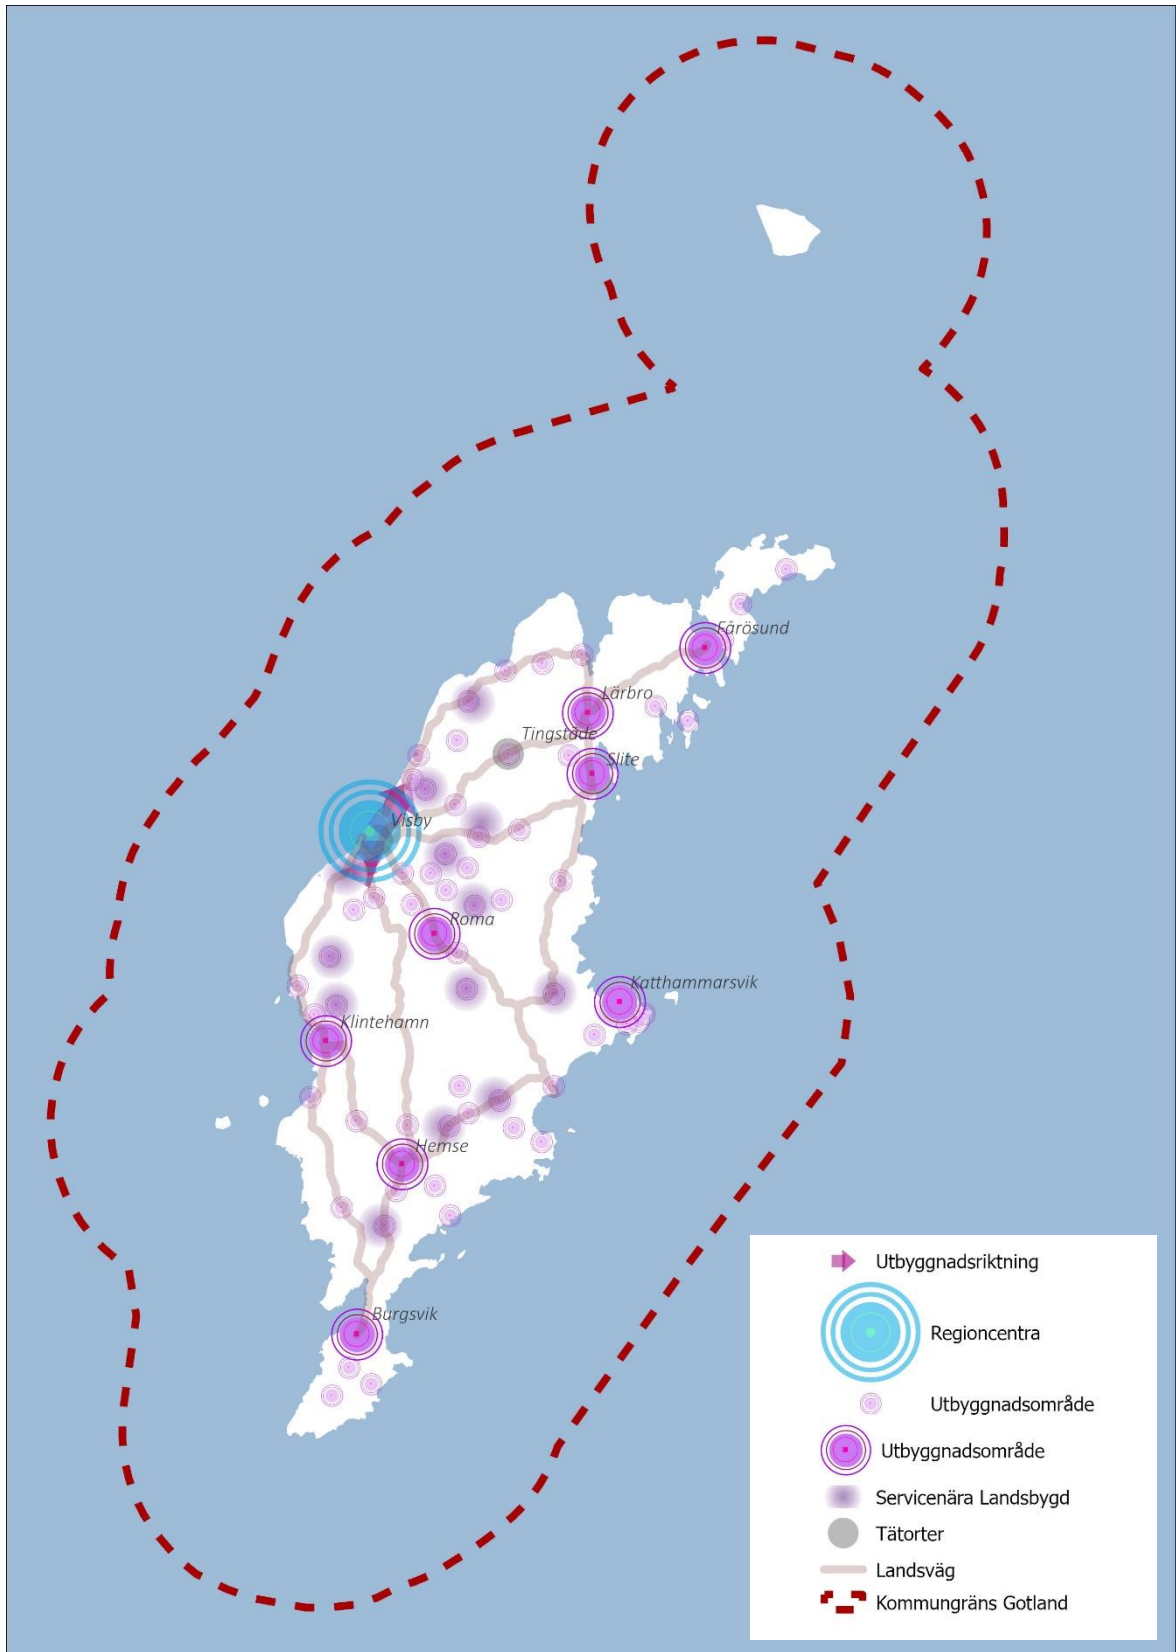 Fårösund
Lärbro
Tingstäde
Slite
Visby
Roma
Katthammarsvik
Klintehamn
Hemse
Burgsvik
Utbyggnadsriktning
Regioncentra
Utbyggnadsområde
Utbyggnadsområde
Servicenära Landsbygd
Tätorter
Landsväg
Kommungräns Gotland